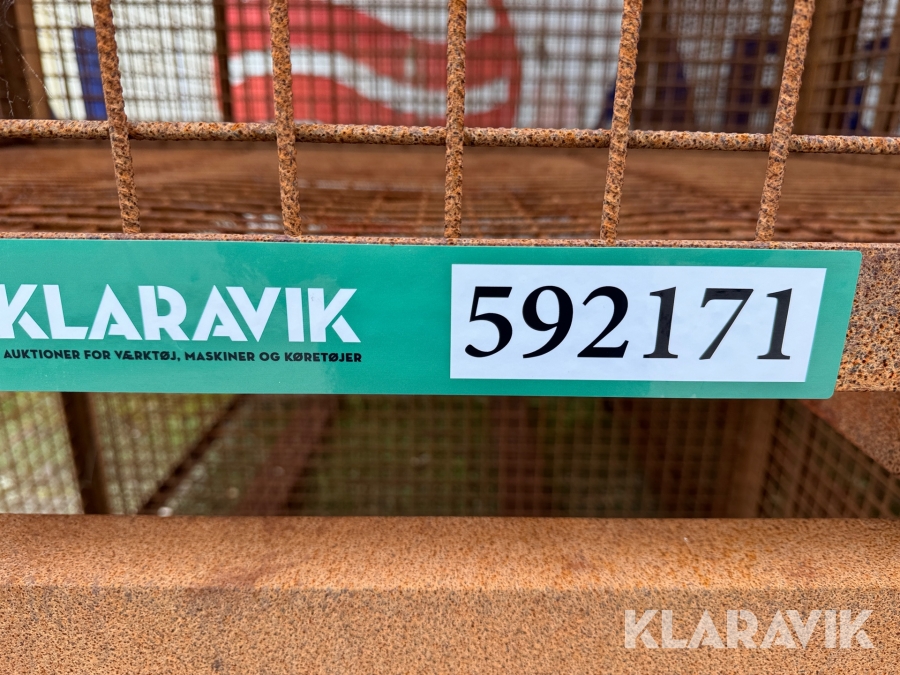 KLARAVIK
AUKTIONER FOR VÆRKTØJ, MASKINER OG KØRETØJER
592171
KLARAVIK